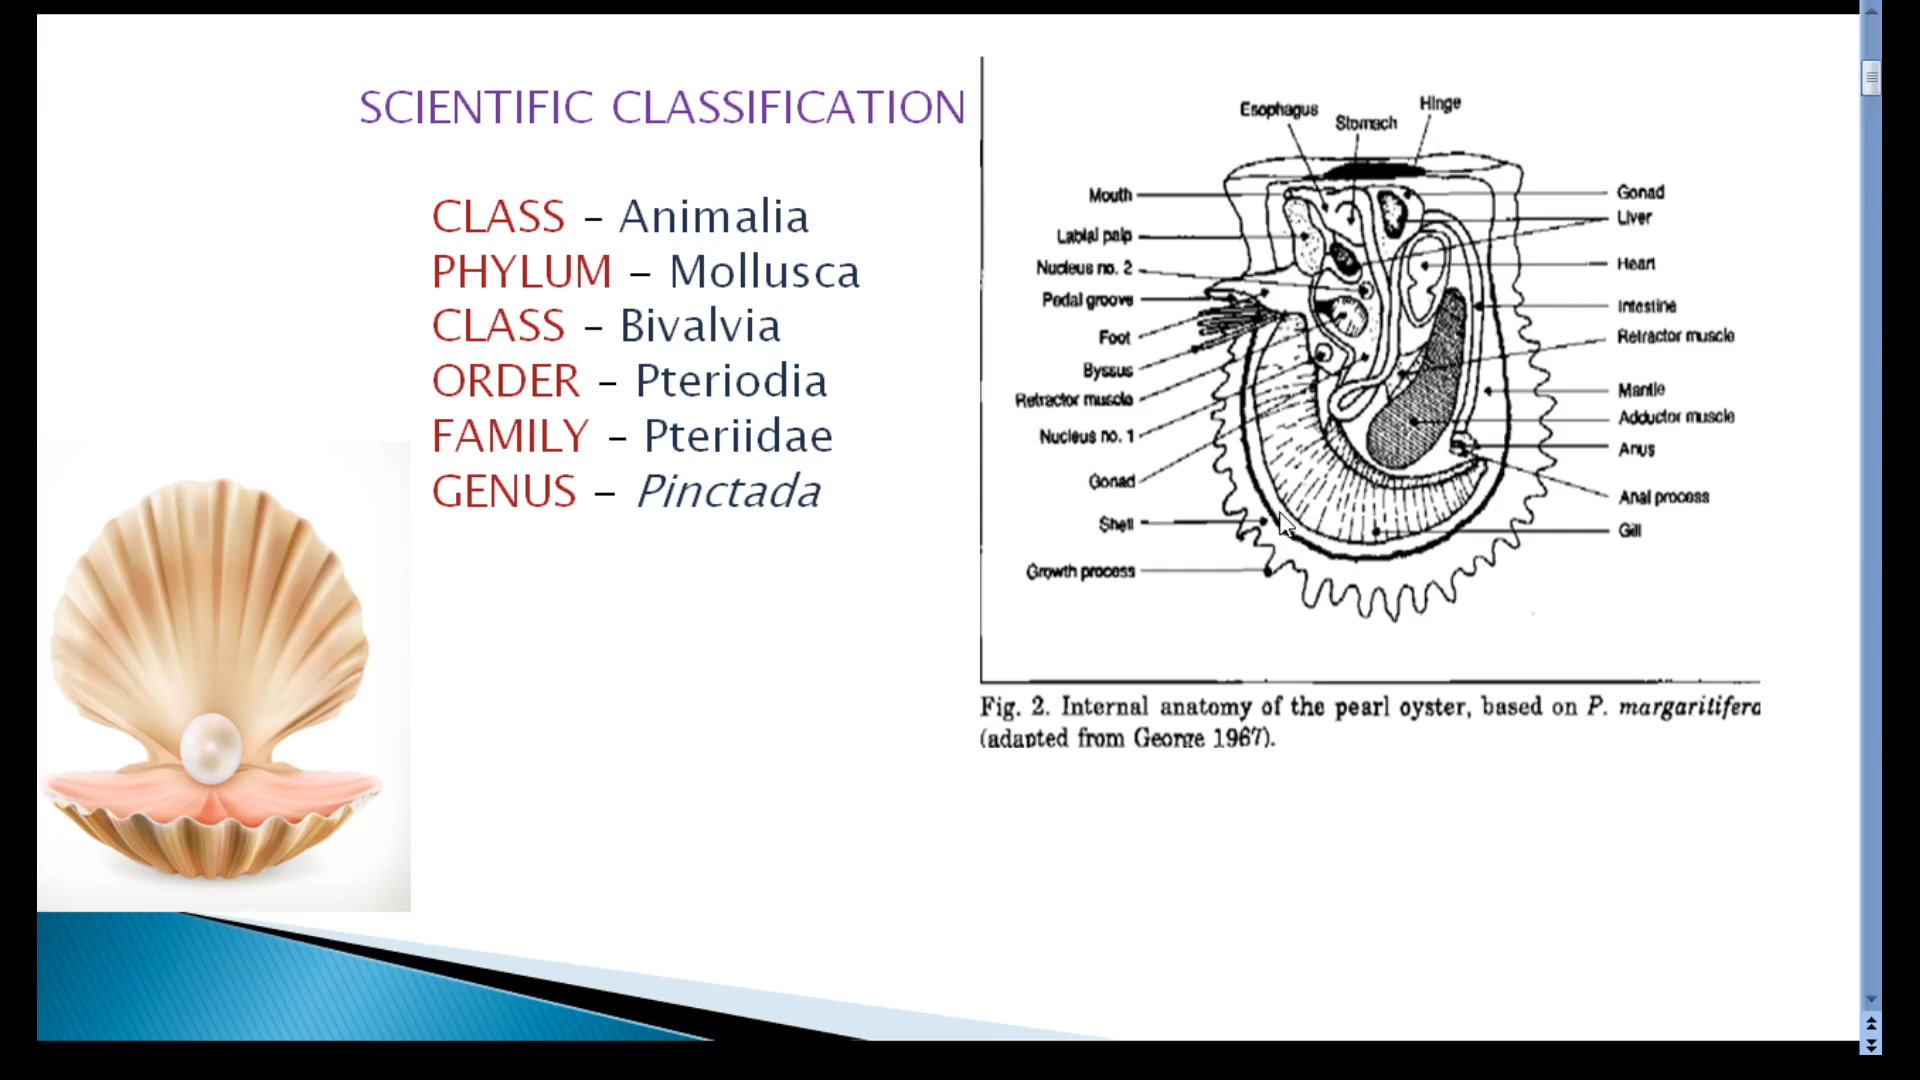 SCIENTIFIC CLASSIFICATION
CLASS – Animalia
PHYLUM – Mollusca
CLASS – Bivalvia
ORDER – Pteriodia
FAMILY – Pteriidae
GENUS – Pinctada
Esophagus
Stomach
Hinge
Mouth
Labial palp
Nucleus no. 2
Pedal groove
Foot
Byssus
Retractor muscle
Nucleus no. 1
Gonad
Shell
Growth process
Gonad
Liver
Heart
Intestine
Retractor muscle
Mantle
Adductor muscle
Anus
Anal process
Gill
Fig. 2. Internal anatomy of the pearl oyster, based on P. margaritifera
(adapted from George 1967).